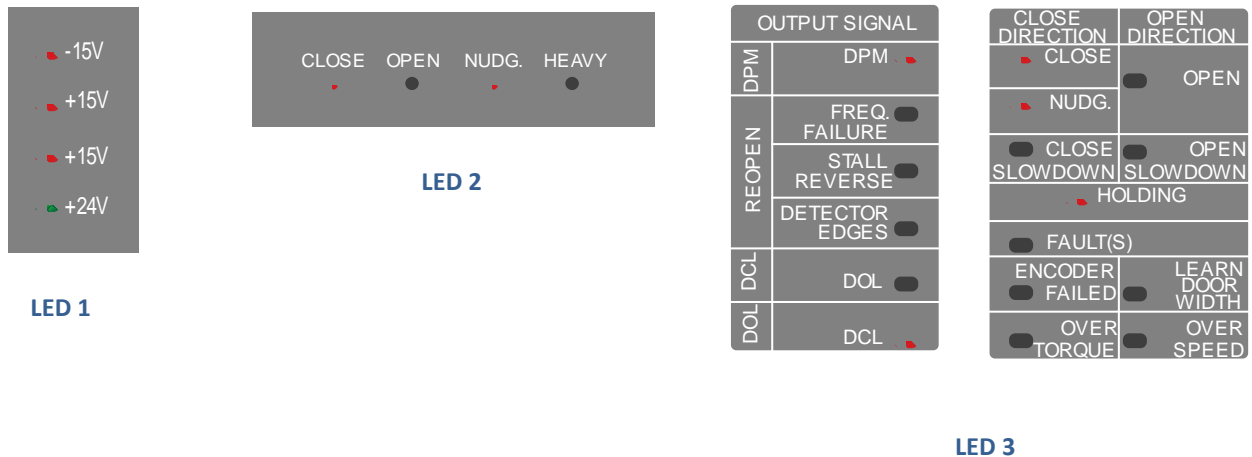 -15V
+15V
+15V
+24V
LED 1
CLOSE OPEN NUDG. HEAVY
LED 2
OUTPUT SIGNAL
DPM
DPM
REOPEN
FREQ.
FAILURE
STALL
REVERSE
DETECTOR
EDGES
DCL
DOL
DOL
DCL
CLOSE
DIRECTION
OPEN
DIRECTION
CLOSE
OPEN
NUDG.
CLOSE
SLOWDOWN
OPEN
SLOWDOWN
HOLDING
FAULT(S)
ENCODER
FAILED
LEARN
DOOR
WIDTH
OVER
TORQUE
OVER
SPEED
LED 3